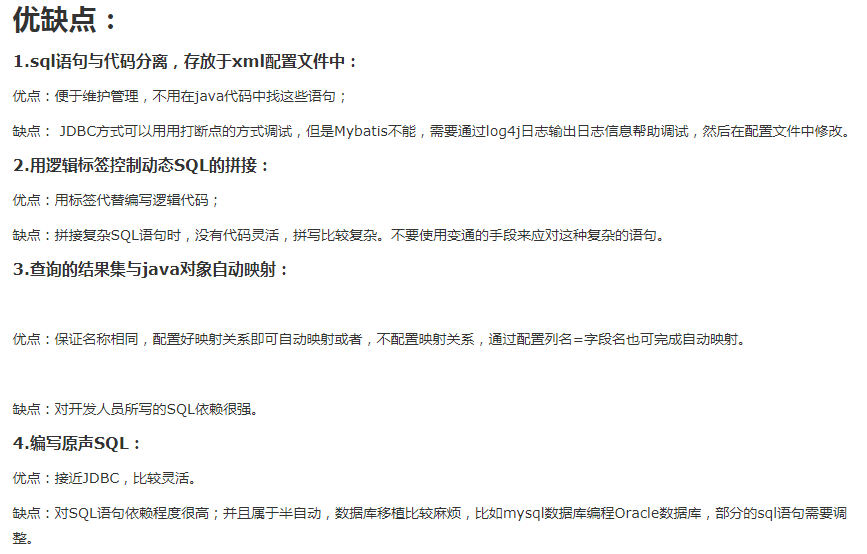 优缺点：
1.sql语句与代码分离，存放于xml配置文件中：
优点：便于维护管理，不用在java代码中找这些语句；
缺点： JDBC方式可以用用打断点的方式调试，但是Mybatis不能，需要通过log4j日志输出日志信息帮助调试，然后在配置文件中修改。
2.用逻辑标签控制动态SQL的拼接：
优点：用标签代替编写逻辑代码；
缺点：拼接复杂SQL语句时，没有代码灵活，拼写比较复杂。不要使用变通的手段来应对这种复杂的语句。
3.查询的结果集与java对象自动映射：
优点：保证名称相同，配置好映射关系即可自动映射或者，不配置映射关系，通过配置列名=字段名也可完成自动映射。
缺点：对开发人员所写的SQL依赖很强。
4.编写原声SQL：
优点：接近JDBC，比较灵活。
缺点：对SQL语句依赖程度很高；并且属于半自动，数据库移植比较麻烦，比如mysql数据库编程Oracle数据库，部分的sql语句需要调
整。